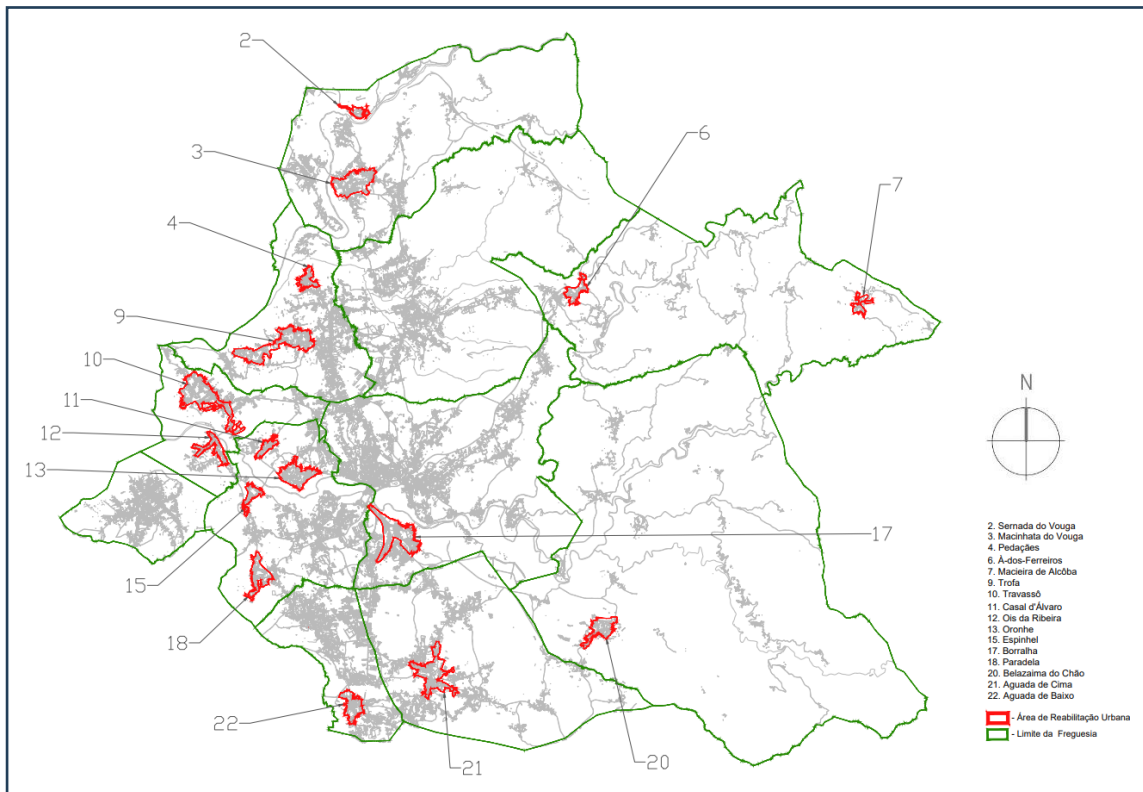 2
3
4
6
7
9
10
11
12
13
15
17
18
20
21
22
N
2. Sernada do Vouga
3. Macinhata do Vouga
4. Pedaçães
6. À-dos-Ferreiros
7. Macieira de Alcôba
9. Trofa
10. Travassô
11. Casal d'Álvaro
12. Ois da Ribeira
13. Oronhe
15. Espinhel
17. Borralha
18. Paradela
20. Belazaima do Chão
21. Aguada de Cima
22. Aguada de Baixo
- Área de Reabilitação Urbana
- Limite da Freguesia